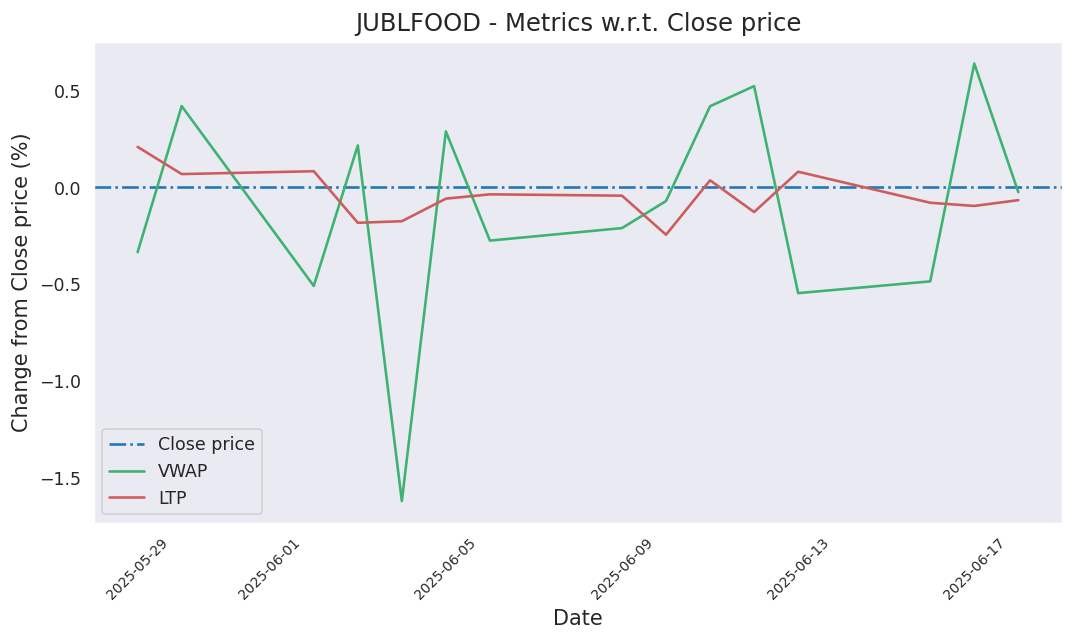 JUBLFOOD - Metrics w.r.t. Close price
Change from Close price (%)
0.5
0.0
−0.5
−1.0
−1.5
Close price
VWAP
LTP
2025-05-29
2025-06-01
2025-06-05
2025-06-09
2025-06-13
2025-06-17
Date